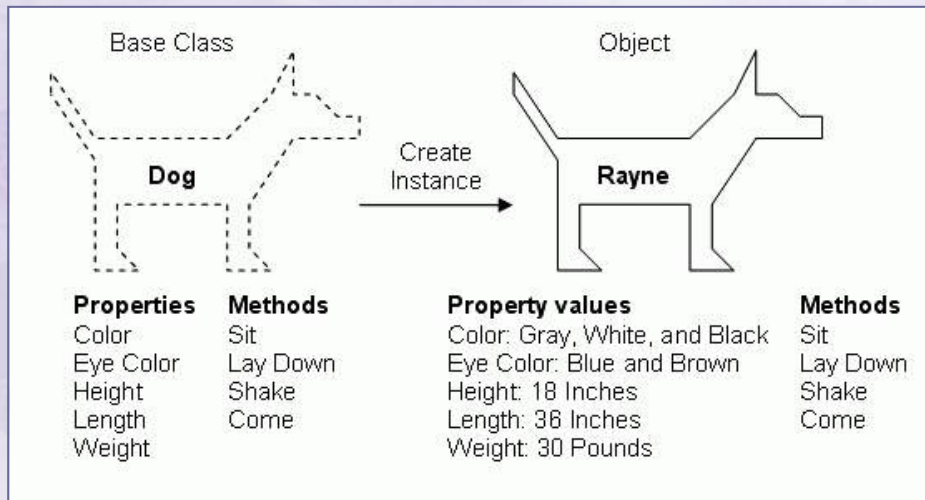 Base Class
Object
Dog
Create
Instance
Rayne
Properties
Color
Eye Color
Height
Length
Weight
Methods
Sit
Lay Down
Shake
Come
Property values
Color: Gray, White, and Black
Eye Color: Blue and Brown
Height: 18 Inches
Length: 36 Inches
Weight: 30 Pounds
Methods
Sit
Lay Down
Shake
Come